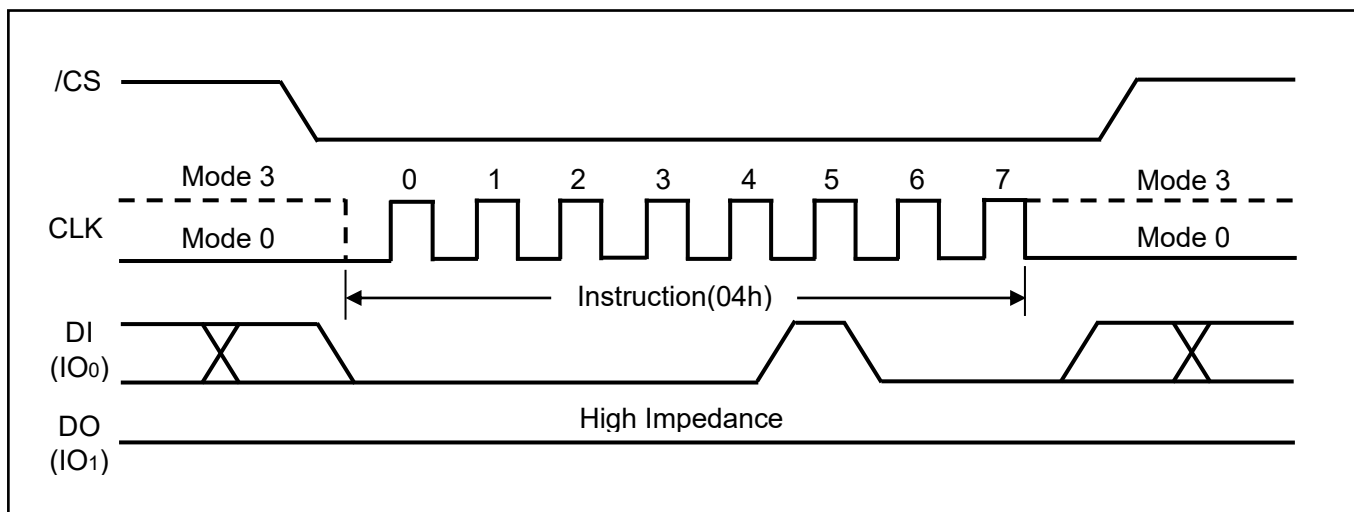 /CS
Mode 3
0 1 2 3 4 5 6 7
Mode 3
CLK
Mode 0
Mode 0
Instruction(04h)
DI
(IO0)
High Impedance
DO
(IO1)